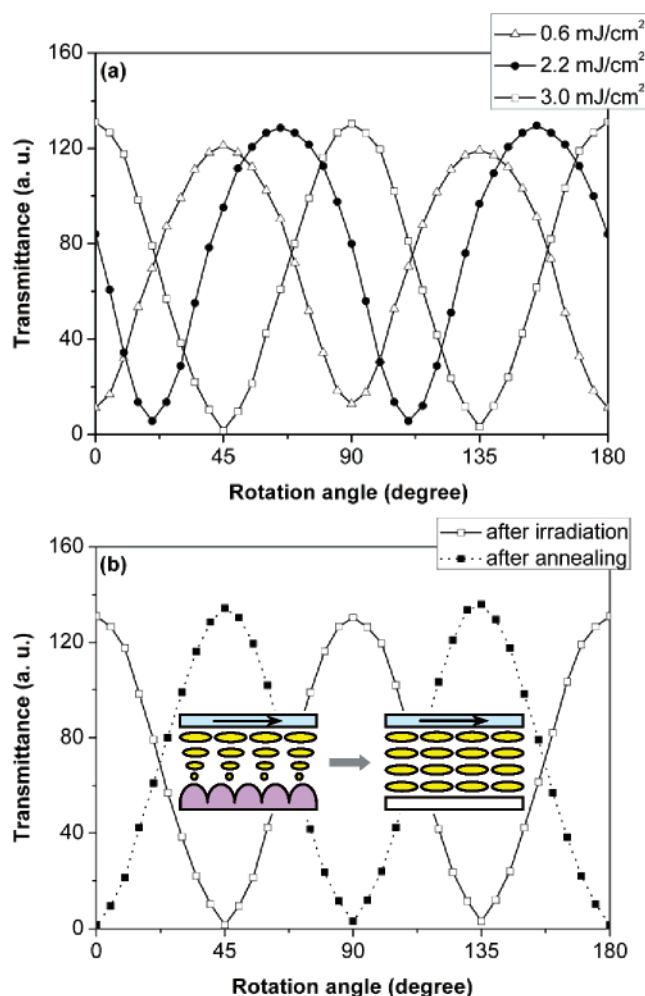 (a)
0.6 mJ/cm²
2.2 mJ/cm²
3.0 mJ/cm²
160
120
80
40
0
Transmittance (a. u.)
0 45 90 135 180
Rotation angle (degree)
(b)
after irradiation
after annealing
160
120
80
40
0
Transmittance (a. u.)
0 45 90 135 180
Rotation angle (degree)